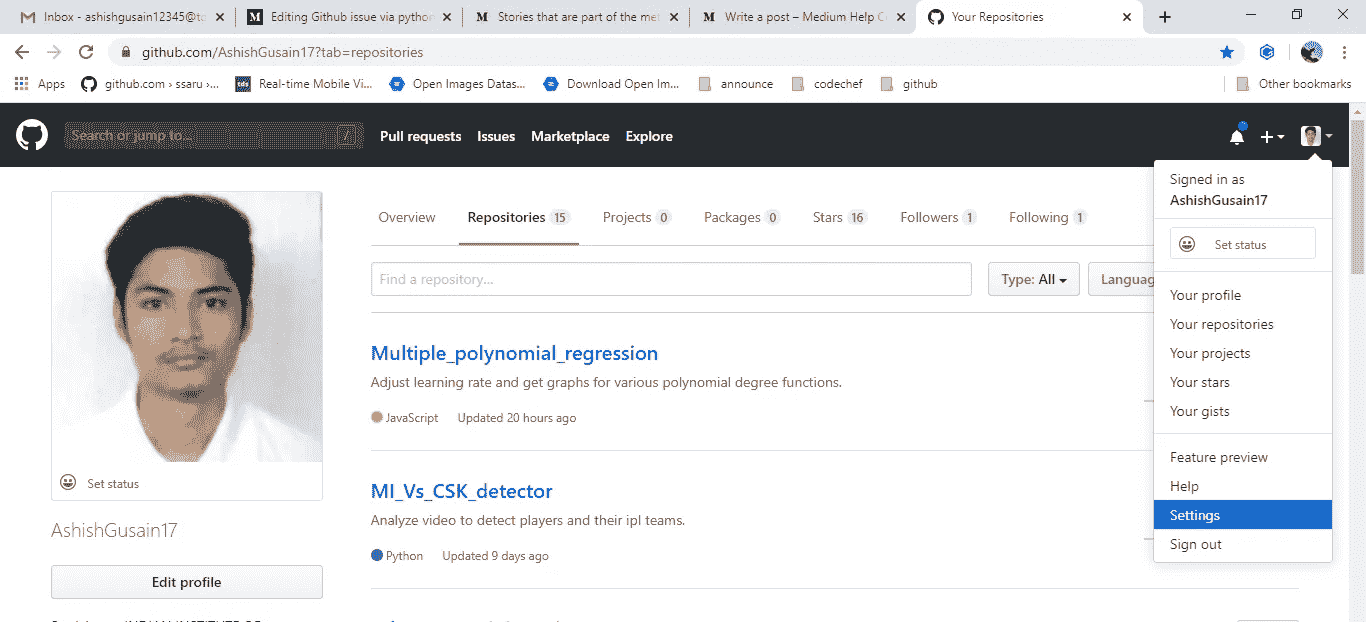 Inbox - ashishgusain12345@
Editing Github issue via python
Stories that are part of the me
Write a post – Medium Help C
Your Repositories
github.com/AshishGusain17?tab=repositories
Apps
github.com › ssaru ›...
Real-time Mobile Vi...
Open Images Datas...
Download Open Im...
announce
codechef
github
Other bookmarks
Search or jump to...
/
Pull requests
Issues
Marketplace
Explore
Signed in as
AshishGusain17
Set status
Your profile
Your repositories
Your projects
Your stars
Your gists
Feature preview
Help
Settings
Sign out
Overview
Repositories 15
Projects 0
Packages 0
Stars 16
Followers 1
Following 1
Find a repository...
Type: All
Languag
Multiple_polynomial_regression
Adjust learning rate and get graphs for various polynomial degree functions.
JavaScript Updated 20 hours ago
MI_Vs_CSK_detector
Analyze video to detect players and their ipl teams.
Python Updated 9 days ago
Set status
AshishGusain17
Edit profile